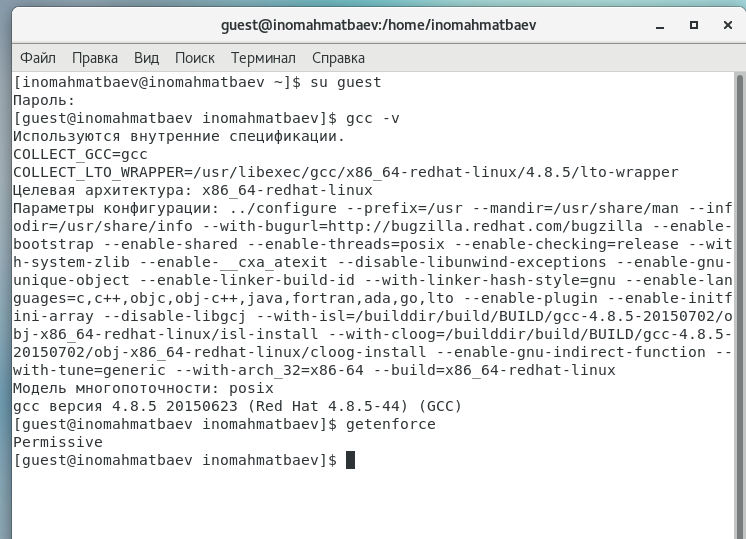 guest@inomahmatbaev:/home/inomahmatbaev
Файл Правка Вид Поиск Терминал Справка
[inomahmatbaev@inomahmatbaev ~]$ su guest
Пароль:
[guest@inomahmatbaev inomahmatbaev]$ gcc -v
Используются внутренние спецификации.
COLLECT_GCC=gcc
COLLECT_LTO_WRAPPER=/usr/libexec/gcc/x86_64-redhat-linux/4.8.5/lto-wrapper
Целевая архитектура: x86_64-redhat-linux
Параметры конфигурации: ../configure --prefix=/usr --mandir=/usr/share/man --inf
odir=/usr/share/info --with-bugurl=http://bugzilla.redhat.com/bugzilla --enable-
bootstrap --enable-shared --enable-threads=posix --enable-checking=release --wit
h-system-zlib --enable-__cxa_atexit --disable-libunwind-exceptions --enable-gnu-
unique-object --enable-linker-build-id --with-linker-hash-style=gnu --enable-lan
guages=c,c++,objc,obj-c++,java,fortran,ada,go,lto --enable-plugin --enable-initf
ini-array --disable-libgcj --with-isl=/builddir/build/BUILD/gcc-4.8.5-20150702/o
bj-x86_64-redhat-linux/isl-install --with-cloog=/builddir/build/BUILD/gcc-4.8.5-
20150702/obj-x86_64-redhat-linux/cloog-install --enable-gnu-indirect-function --
with-tune=generic --with-arch_32=x86-64 --build=x86_64-redhat-linux
Модель многопоточности: posix
gcc версия 4.8.5 20150623 (Red Hat 4.8.5-44) (GCC)
[guest@inomahmatbaev inomahmatbaev]$ getenforce
Permissive
[guest@inomahmatbaev inomahmatbaev]$